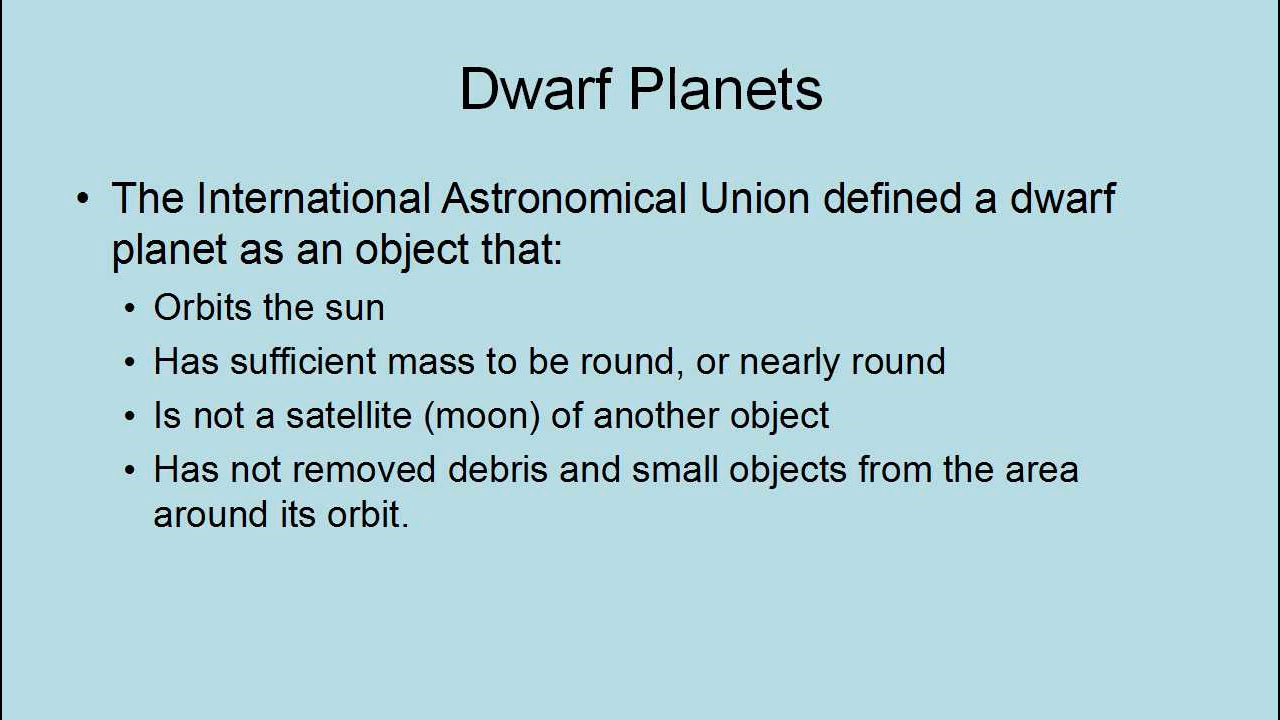 Dwarf Planets
• The International Astronomical Union defined a dwarf
planet as an object that:
• Orbits the sun
• Has sufficient mass to be round, or nearly round
• Is not a satellite (moon) of another object
• Has not removed debris and small objects from the area
around its orbit.